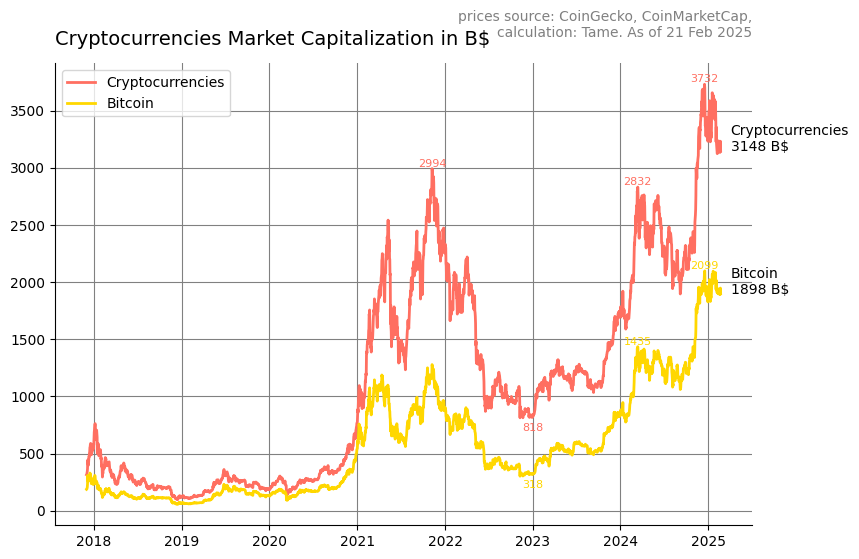 prices source: CoinGecko, CoinMarketCap,
calculation: Tame. As of 21 Feb 2025
Cryptocurrencies Market Capitalization in B$
Cryptocurrencies
Bitcoin
3732
2994
2832
2099
1435
818
318
Cryptocurrencies
3148 B$
Bitcoin
1898 B$
3500
3000
2500
2000
1500
1000
500
0
2018 2019 2020 2021 2022 2023 2024 2025